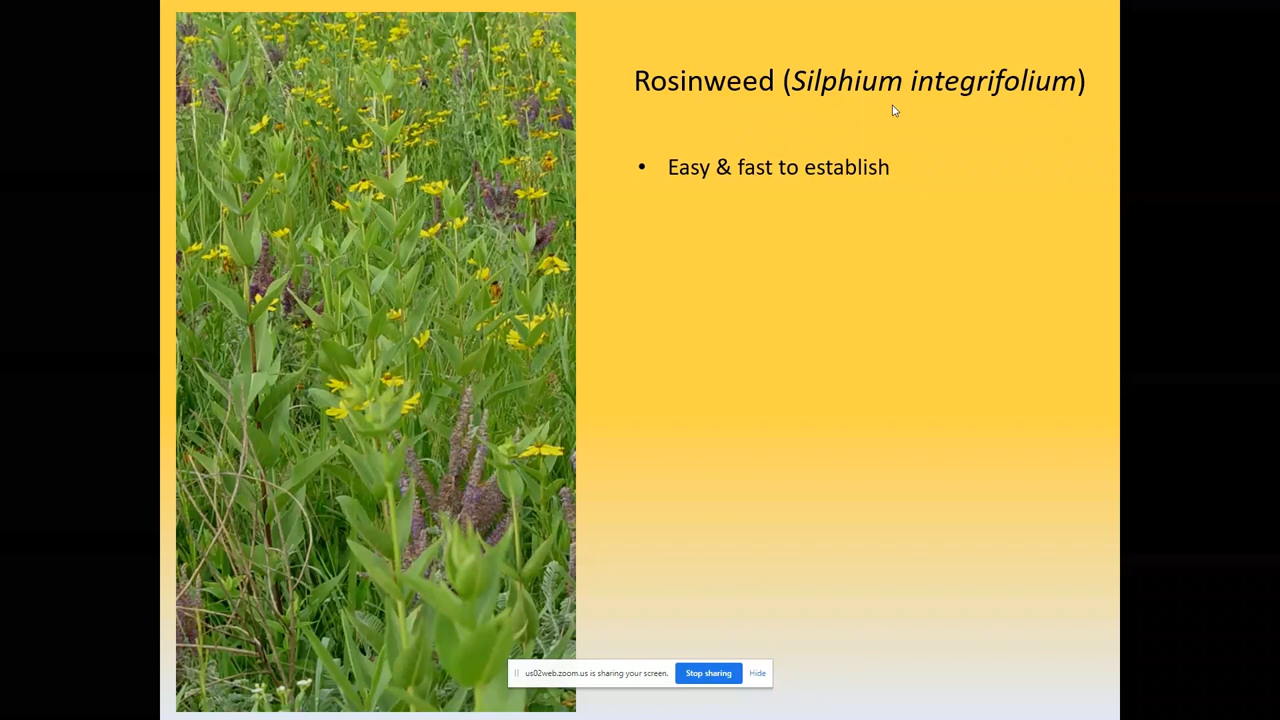 Rosinweed (Silphium integrifolium)
• Easy & fast to establish
us02web.zoom.us is sharing your screen. Stop sharing Hide